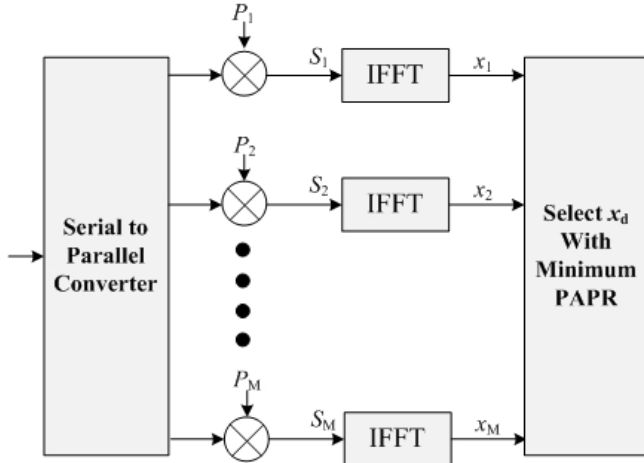 P1
S1
IFFT
x1
P2
S2
IFFT
x2
Serial to
Parallel
Converter
Select xd
With
Minimum
PAPR
PM
SM
IFFT
xM